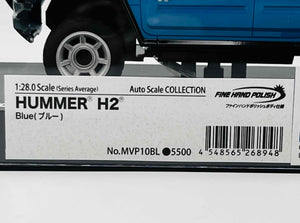 1:28.0 Scale (Series Average)
Auto Scale COLLECTION
HUMMER® H2®
Blue(ブルー)
FINE HAND POLISH
ファインハンドポリッシュボディ仕様
No.MVP10BL ●5500
4 548565 268948